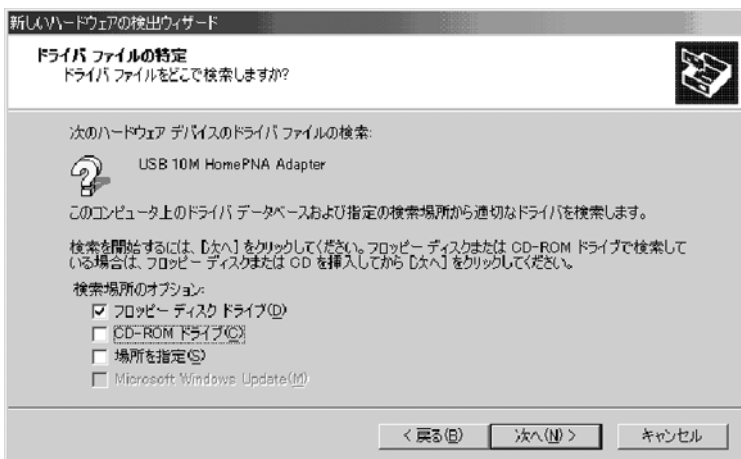 新しいハードウェアの検出ウィザード
ドライバ ファイルの特定
ドライバ ファイルをどこで検索しますか?
次のハードウェア デバイスのドライバ ファイルの検索:
USB 10M HomePNA Adapter
このコンピュータ上のドライバ データベースおよび指定の検索場所から適切なドライバを検索します。
検索を開始するには、[次へ] をクリックしてください。フロッピー ディスクまたは CD-ROM ドライブで検索して
いる場合は、フロッピー ディスクまたは CD を挿入してから [次へ] をクリックしてください。
検索場所のオプション:
フロッピー ディスク ドライブ(D)
CD-ROM ドライブ(C)
場所を指定(S)
Microsoft Windows Update(M)
< 戻る(B) 次へ(N) > キャンセル